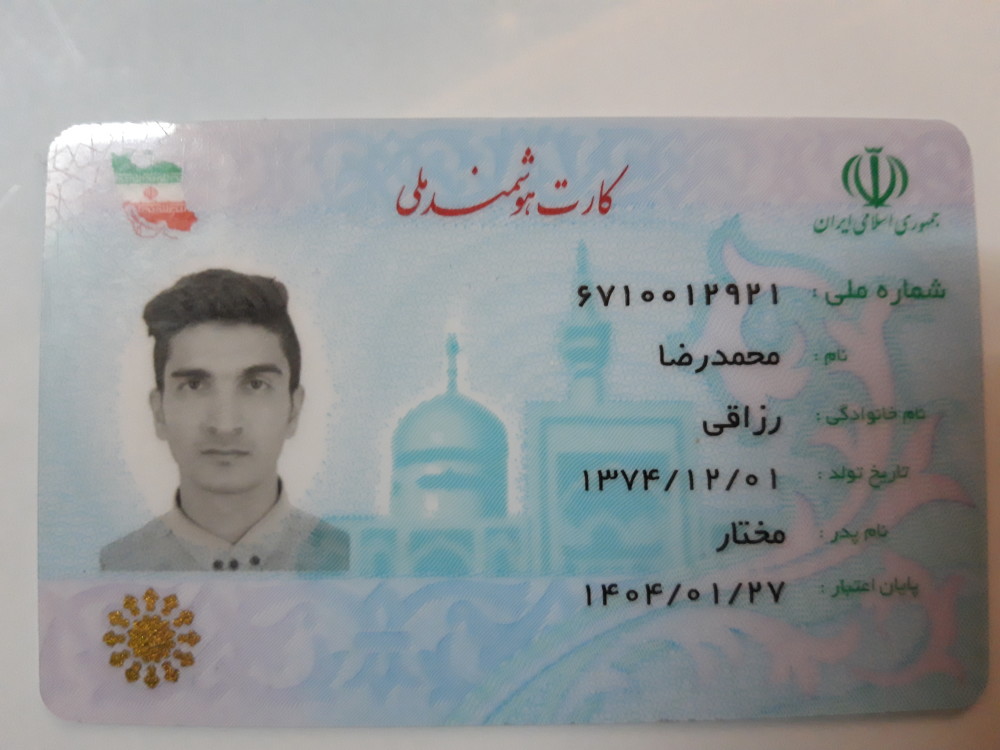 کارت هوشمند ملی
جمهوری اسلامی ایران
شماره ملی : ۶۷۱۰۰۱۲۹۲۱
نام : محمدرضا
نام خانوادگی : رزاقی
تاریخ تولد : ۱۳۷۴/۱۲/۰۱
نام پدر : مختار
پایان اعتبار : ۱۴۰۴/۰۱/۲۷